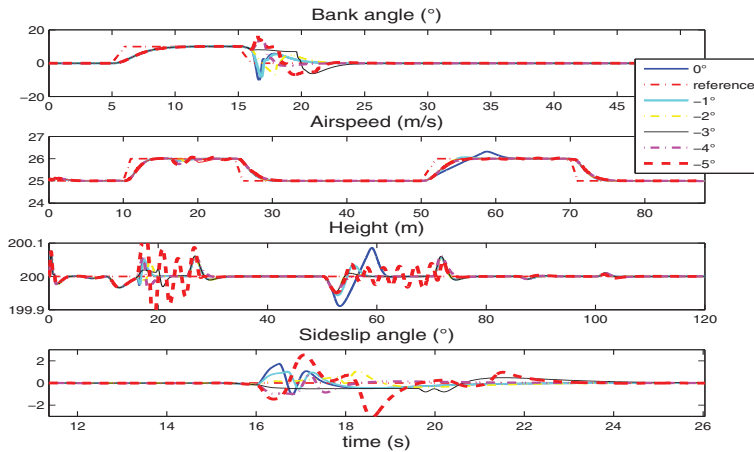 Bank angle (°)
20
0
−20
0 5 10 15 20 25 30 35 40 45
0°
reference
−1°
−2°
−3°
−4°
−5°
Airspeed (m/s)
27
26
25
24
0 10 20 30 40 50 60 70 80
Height (m)
200.1
200
199.9
0 20 40 60 80 100 120
Sideslip angle (°)
2
0
−2
12 14 16 18 20 22 24 26
time (s)